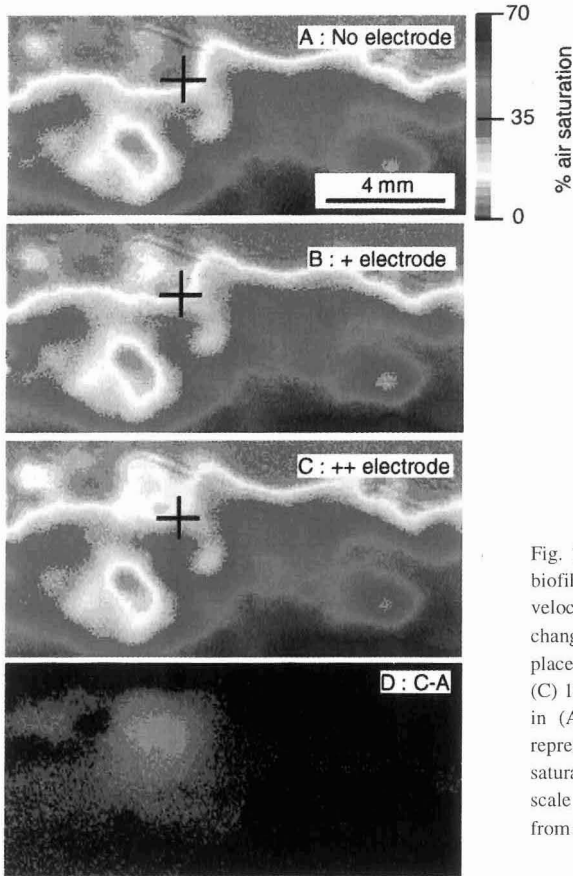 A : No electrode
70
35
0
% air saturation
4 mm
B : + electrode
C : ++ electrode
D : C-A
Fig.
biofil
veloc
chang
place
(C) 1
in (A
repre
satura
scale
from